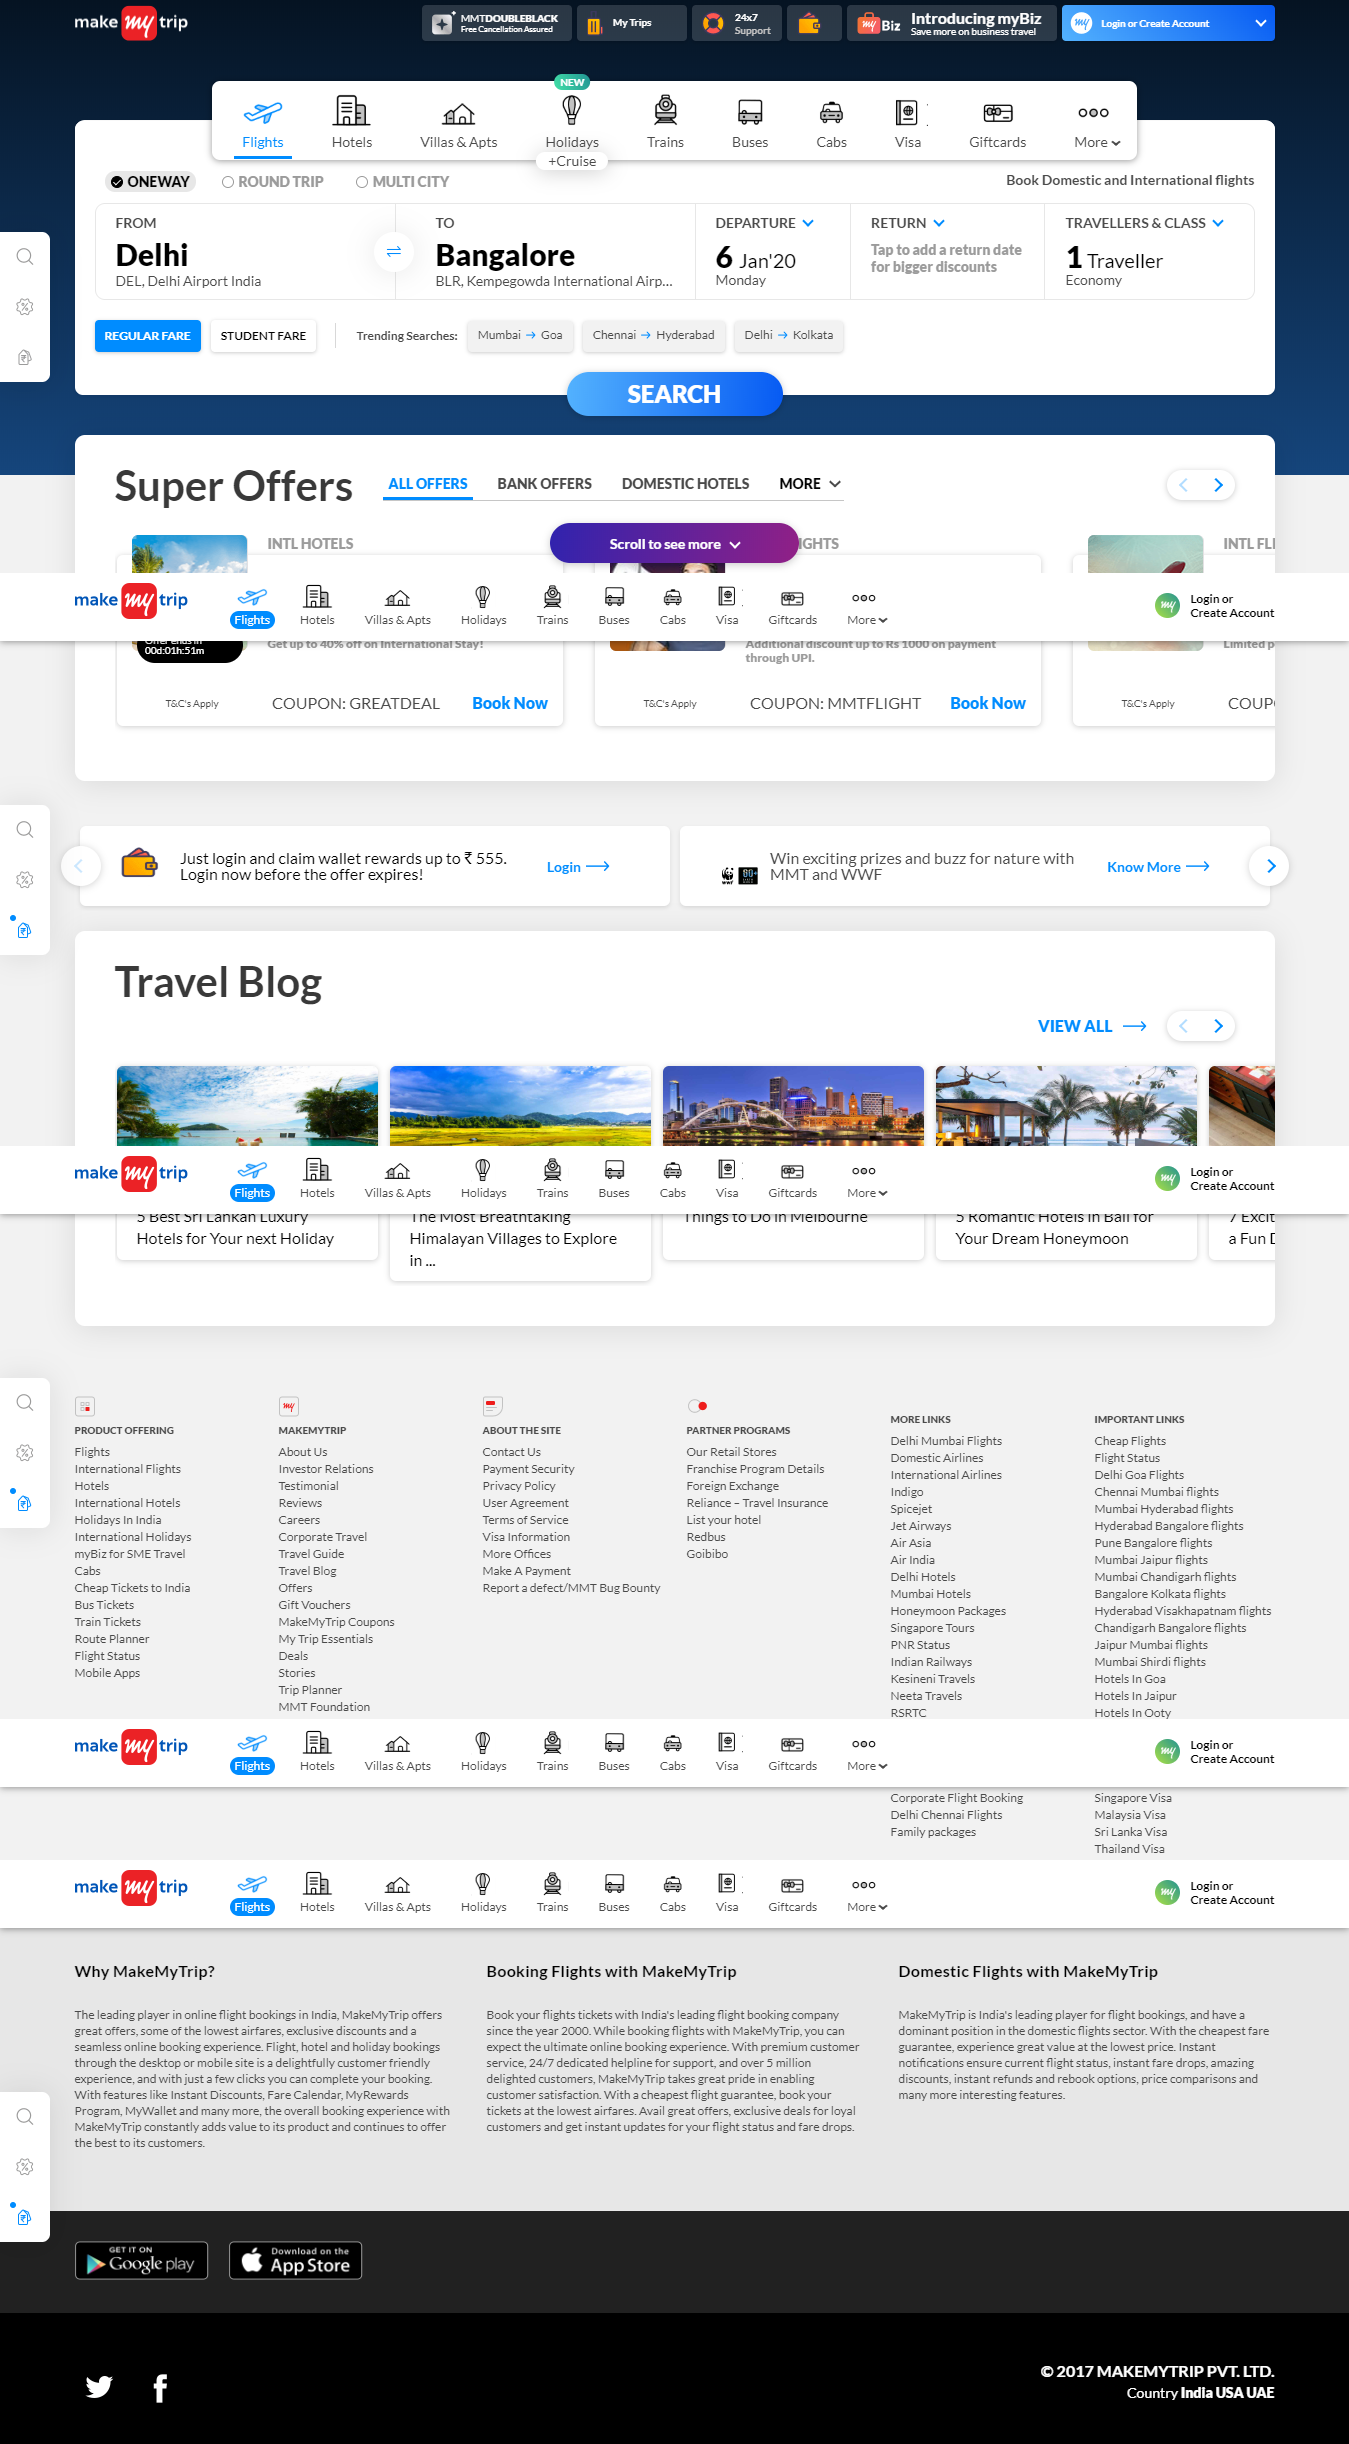 make my trip
MMTDOUBLEBLACK
Free Cancellation Assured
My Trips
24x7
Support
my Biz
Introducing myBiz
Save more on business travel
my
Login or Create Account
NEW
Flights
Hotels
Villas & Apts
Holidays
Trains
Buses
Cabs
Visa
Giftcards
More
+Cruise
ONEWAY
ROUND TRIP
MULTI CITY
Book Domestic and International flights
FROM
Delhi
DEL, Delhi Airport India
TO
Bangalore
BLR, Kempegowda International Airp...
DEPARTURE
6 Jan'20
Monday
RETURN
Tap to add a return date
for bigger discounts
TRAVELLERS & CLASS
1 Traveller
Economy
REGULAR FARE
STUDENT FARE
Trending Searches:
Mumbai → Goa
Chennai → Hyderabad
Delhi → Kolkata
SEARCH
Super Offers
ALL OFFERS
BANK OFFERS
DOMESTIC HOTELS
MORE
INTL HOTELS
Scroll to see more
IGHTS
INTL FLI
make my trip
Flights
Hotels
Villas & Apts
Holidays
Trains
Buses
Cabs
Visa
Giftcards
More
my
Login or
Create Account
Offer ends in
00d:01h:51m
Get up to 40% off on International Stay!
Additional discount up to Rs 1000 on payment
through UPI.
Limited p
T&C's Apply
COUPON: GREATDEAL
Book Now
T&C's Apply
COUPON: MMTFLIGHT
Book Now
T&C's Apply
COUP
Just login and claim wallet rewards up to ₹ 555.
Login now before the offer expires!
Login
WWF
60+
Win exciting prizes and buzz for nature with
MMT and WWF
Know More
Travel Blog
VIEW ALL
make my trip
Flights
Hotels
Villas & Apts
Holidays
Trains
Buses
Cabs
Visa
Giftcards
More
my
Login or
Create Account
5 Best Sri Lankan Luxury
Hotels for Your next Holiday
The Most Breathtaking
Himalayan Villages to Explore
in ...
Things to Do in Melbourne
5 Romantic Hotels in Bali for
Your Dream Honeymoon
7 Excit
a Fun D
PRODUCT OFFERING
Flights
International Flights
Hotels
International Hotels
Holidays In India
International Holidays
myBiz for SME Travel
Cabs
Cheap Tickets to India
Bus Tickets
Train Tickets
Route Planner
Flight Status
Mobile Apps
my
MAKEMYTRIP
About Us
Investor Relations
Testimonial
Reviews
Careers
Corporate Travel
Travel Guide
Travel Blog
Offers
Gift Vouchers
MakeMyTrip Coupons
My Trip Essentials
Deals
Stories
Trip Planner
MMT Foundation
ABOUT THE SITE
Contact Us
Payment Security
Privacy Policy
User Agreement
Terms of Service
Visa Information
More Offices
Make A Payment
Report a defect/MMT Bug Bounty
PARTNER PROGRAMS
Our Retail Stores
Franchise Program Details
Foreign Exchange
Reliance – Travel Insurance
List your hotel
Redbus
Goibibo
MORE LINKS
Delhi Mumbai Flights
Domestic Airlines
International Airlines
Indigo
Spicejet
Jet Airways
Air Asia
Air India
Delhi Hotels
Mumbai Hotels
Honeymoon Packages
Singapore Tours
PNR Status
Indian Railways
Kesineni Travels
Neeta Travels
RSRTC
IMPORTANT LINKS
Cheap Flights
Flight Status
Delhi Goa Flights
Chennai Mumbai flights
Mumbai Hyderabad flights
Hyderabad Bangalore flights
Pune Bangalore flights
Mumbai Jaipur flights
Mumbai Chandigarh flights
Bangalore Kolkata flights
Hyderabad Visakhapatnam flights
Chandigarh Bangalore flights
Jaipur Mumbai flights
Mumbai Shirdi flights
Hotels In Goa
Hotels In Jaipur
Hotels In Ooty
make my trip
Flights
Hotels
Villas & Apts
Holidays
Trains
Buses
Cabs
Visa
Giftcards
More
my
Login or
Create Account
Corporate Flight Booking
Delhi Chennai Flights
Family packages
Singapore Visa
Malaysia Visa
Sri Lanka Visa
Thailand Visa
make my trip
Flights
Hotels
Villas & Apts
Holidays
Trains
Buses
Cabs
Visa
Giftcards
More
my
Login or
Create Account
Why MakeMyTrip?
The leading player in online flight bookings in India, MakeMyTrip offers
great offers, some of the lowest airfares, exclusive discounts and a
seamless online booking experience. Flight, hotel and holiday bookings
through the desktop or mobile site is a delightfully customer friendly
experience, and with just a few clicks you can complete your booking.
With features like Instant Discounts, Fare Calendar, MyRewards
Program, MyWallet and many more, the overall booking experience with
MakeMyTrip constantly adds value to its product and continues to offer
the best to its customers.
Booking Flights with MakeMyTrip
Book your flights tickets with India's leading flight booking company
since the year 2000. While booking flights with MakeMyTrip, you can
expect the ultimate online booking experience. With premium customer
service, 24/7 dedicated helpline for support, and over 5 million
delighted customers, MakeMyTrip takes great pride in enabling
customer satisfaction. With a cheapest flight guarantee, book your
tickets at the lowest airfares. Avail great offers, exclusive deals for loyal
customers and get instant updates for your flight status and fare drops.
Domestic Flights with MakeMyTrip
MakeMyTrip is India's leading player for flight bookings, and have a
dominant position in the domestic flights sector. With the cheapest fare
guarantee, experience great value at the lowest price. Instant
notifications ensure current flight status, instant fare drops, amazing
discounts, instant refunds and rebook options, price comparisons and
many more interesting features.
GET IT ON
Google play
Download on the
App Store
© 2017 MAKEMYTRIP PVT. LTD.
Country India USA UAE